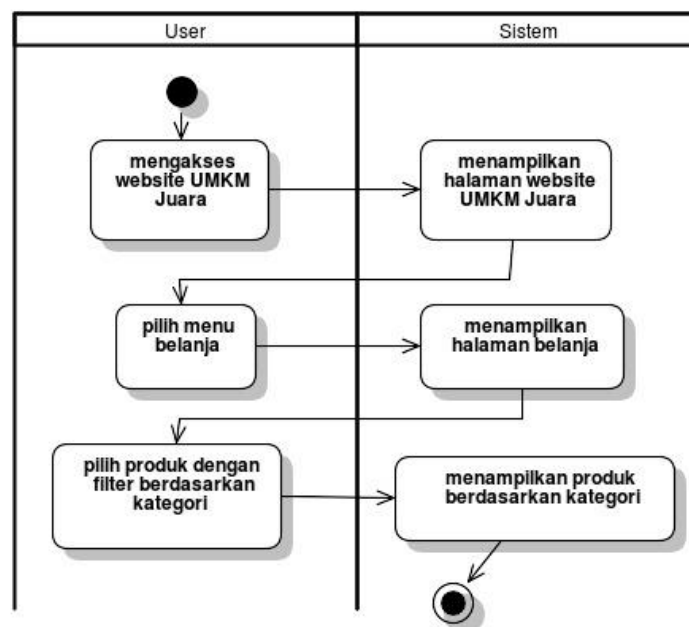 User
Sistem
mengakses
website UMKM
Juara
menampilkan
halaman website
UMKM Juara
pilih menu
belanja
menampilkan
halaman belanja
pilih produk dengan
filter berdasarkan
kategori
menampilkan produk
berdasarkan kategori